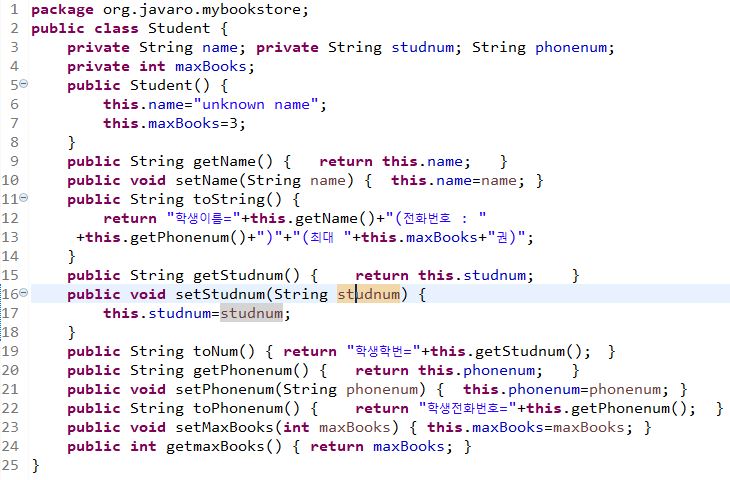 1 package org.javaro.mybookstore;
2 public class Student {
3     private String name; private String studnum; String phonenum;
4     private int maxBooks;
5     public Student() {
6         this.name="unknown name";
7         this.maxBooks=3;
8     }
9     public String getName() {   return this.name;   }
10     public void setName(String name) {  this.name=name; }
11     public String toString() {
12         return "학생이름="+this.getName()+"(전화번호 : "
13      +this.getPhonenum()+")"+"(최대 "+this.maxBooks+"권)";
14     }
15     public String getStudnum() {    return this.studnum;    }
16     public void setStudnum(String studnum) {
17         this.studnum=studnum;
18     }
19     public String toNum() { return "학생학번="+this.getStudnum();  }
20     public String getPhonenum() {   return this.phonenum;   }
21     public void setPhonenum(String phonenum) {  this.phonenum=phonenum; }
22     public String toPhonenum() {    return "학생전화번호="+this.getPhonenum();  }
23     public void setMaxBooks(int maxBooks) { this.maxBooks=maxBooks; }
24     public int getmaxBooks() { return maxBooks; }
25 }